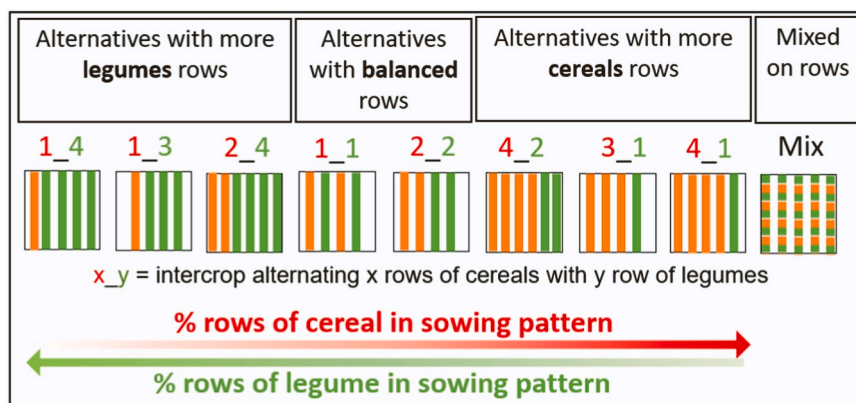 Alternatives with more
legumes rows
Alternatives
with balanced
rows
Alternatives with more
cereals rows
Mixed
on rows
1_4 1_3 2_4 1_1 2_2 4_2 3_1 4_1 Mix
x_y = intercrop alternating x rows of cereals with y row of legumes
% rows of cereal in sowing pattern
% rows of legume in sowing pattern